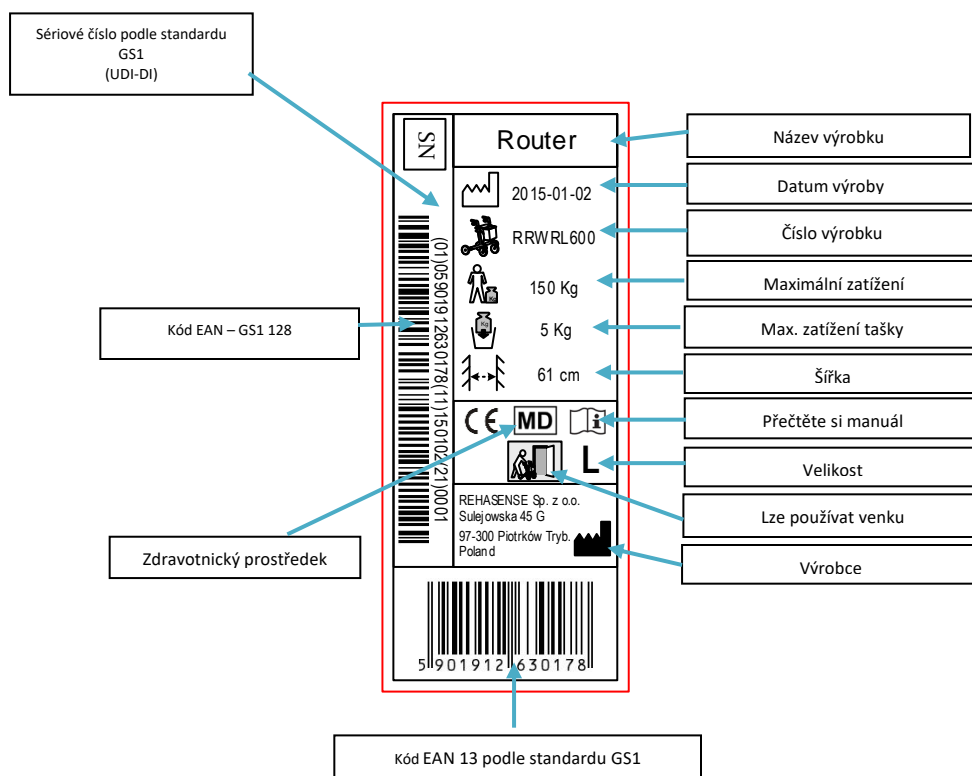 Sériové číslo podle standardu
GS1
(UDI-DI)
SN
Router
Název výrobku
2015-01-02
Datum výroby
RRWRL600
Číslo výrobku
150 Kg
Maximální zatížení
Kg
5 Kg
Max. zatížení tašky
61 cm
Šířka
Kód EAN – GS1 128
(01)05901912630178(11)150102(21)0001
CE MD i
Přečtěte si manuál
L
Velikost
Lze používat venku
REHASENSE Sp. z o.o.
Sulejowska 45 G
97-300 Piotrków Tryb.
Poland
Výrobce
Zdravotnický prostředek
5 901912 630178
Kód EAN 13 podle standardu GS1